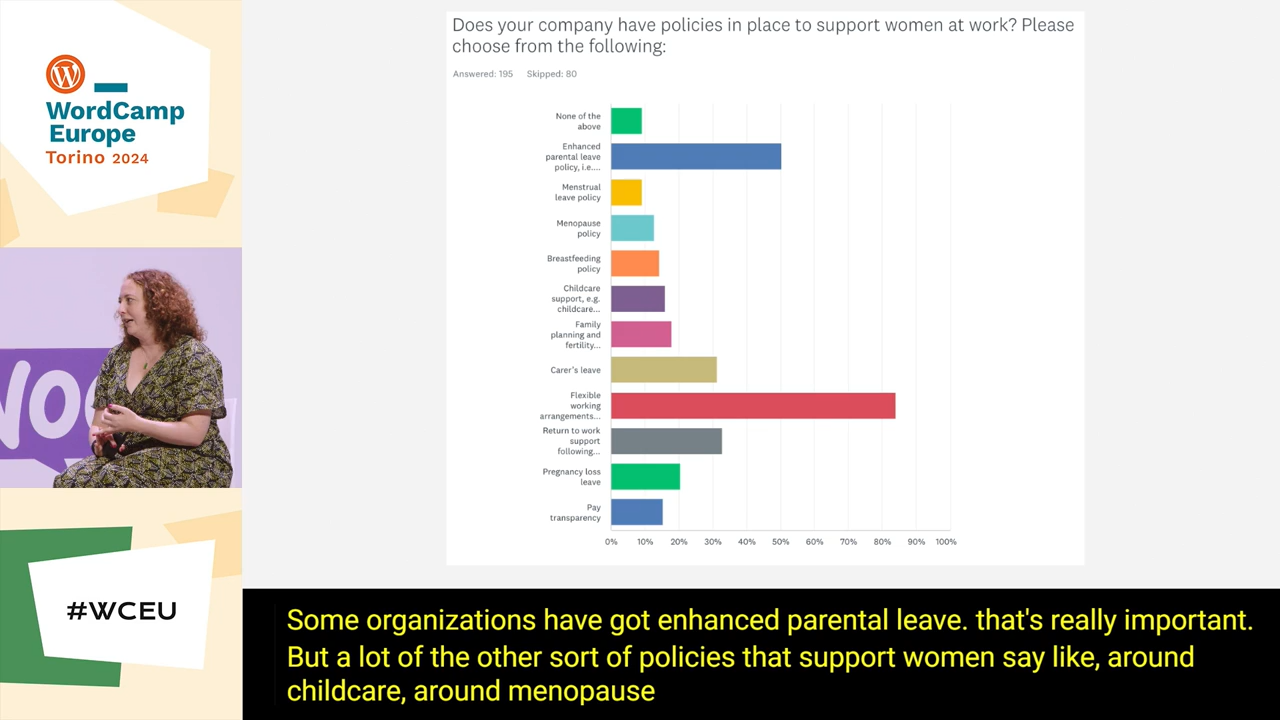 WordCamp
Europe
Torino 2024
Does your company have policies in place to support women at work? Please
choose from the following:
Answered: 195 Skipped: 80
None of the
above
Enhanced
parental leave
policy, i.e....
Menstrual
leave policy
Menopause
policy
Breastfeeding
policy
Childcare
support, e.g.
childcare...
Family
planning and
fertility...
Carer's leave
Flexible
working
arrangements...
Return to work
support
following...
Pregnancy loss
leave
Pay
transparency
0% 10% 20% 30% 40% 50% 60% 70% 80% 90% 100%
#WCEU
Some organizations have got enhanced parental leave. that's really important.
But a lot of the other sort of policies that support women say like, around
childcare, around menopause